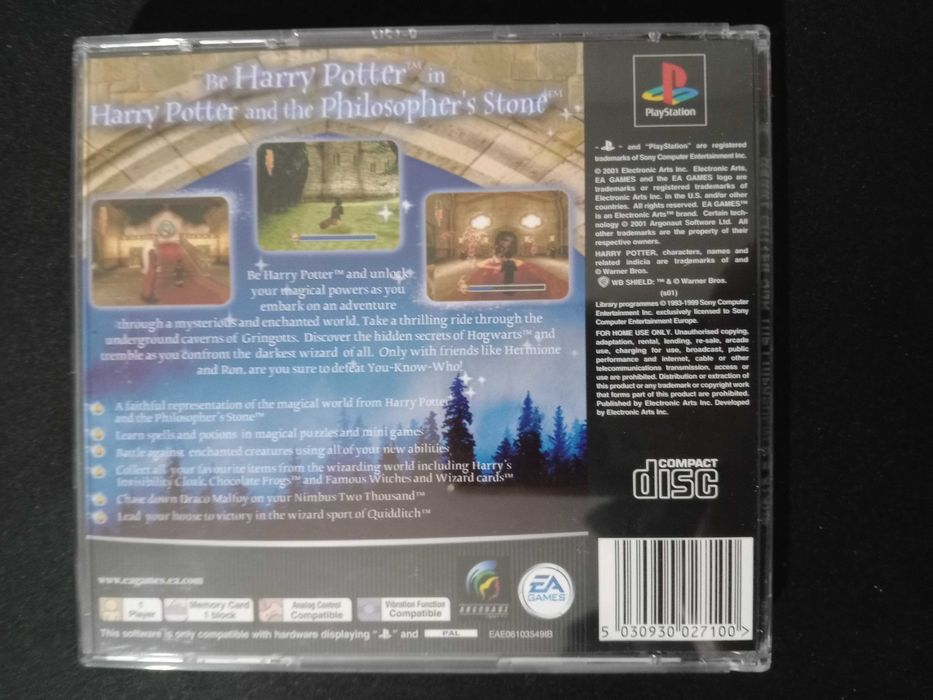 Be Harry Potter™ in
Harry Potter and the Philosopher's Stone™
Be Harry Potter™ and unlock
your magical powers as you
embark on an adventure
through a mysterious and enchanted world. Take a thrilling ride through the
underground caverns of Gringotts. Discover the hidden secrets of Hogwarts™ and
tremble as you confront the darkest wizard of all. Only with friends like Hermione
and Ron, are you sure to defeat You-Know-Who!
A faithful representation of the magical world from Harry Potter
and the Philosopher's Stone™
Learn spells and potions in magical puzzles and mini games
Battle against enchanted creatures using all of your new abilities
Collect all your favourite items from the wizarding world including Harry's
Invisibility Cloak, Chocolate Frogs™ and Famous Witches and Wizard cards™
Chase down Draco Malfoy on your Nimbus Two Thousand™
Lead your house to victory in the wizard sport of Quidditch™
www.eagames.ea.com
ARGONAUT
EA
GAMES™
1
Player
Memory Card
1 block
Analog Control
Compatible
Vibration Function
Compatible
This software is only compatible with hardware displaying " " and PAL
EAE06103549IB
PlayStation
" " and "PlayStation" are registered
trademarks of Sony Computer Entertainment Inc.
© 2001 Electronic Arts Inc. Electronic Arts,
EA GAMES and the EA GAMES logo are
trademarks or registered trademarks of
Electronic Arts Inc. in the U.S. and/or other
countries. All rights reserved. EA GAMES™
is an Electronic Arts™ brand. Certain tech-
nology © 2001 Argonaut Software Ltd. All
other trademarks are the property of their
respective owners.
HARRY POTTER, characters, names and
related indicia are trademarks of and
© Warner Bros.
WB SHIELD: ™ & © Warner Bros.
(s01)
Library programmes © 1993-1999 Sony Computer
Entertainment Inc. exclusively licensed to Sony
Computer Entertainment Europe.
FOR HOME USE ONLY. Unauthorised copying,
adaptation, rental, lending, re-sale, arcade
use, charging for use, broadcast, public
performance and internet, cable or other
telecommunications transmission, access or
use are prohibited. Distribution or extraction of
this product or any trademark or copyright work
that forms part of this product are prohibited.
Published by Electronic Arts Inc. Developed
by Electronic Arts Inc.
COMPACT
disc
5 030930 027100 >